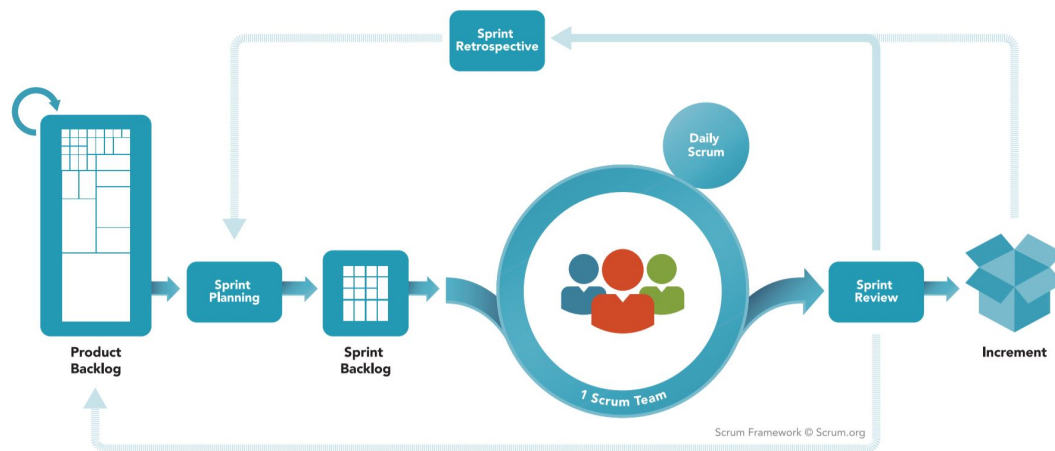 Sprint
Retrospective
Daily
Scrum
Sprint
Planning
Sprint
Review
Product
Backlog
Sprint
Backlog
Increment
1 Scrum Team
Scrum Framework © Scrum.org